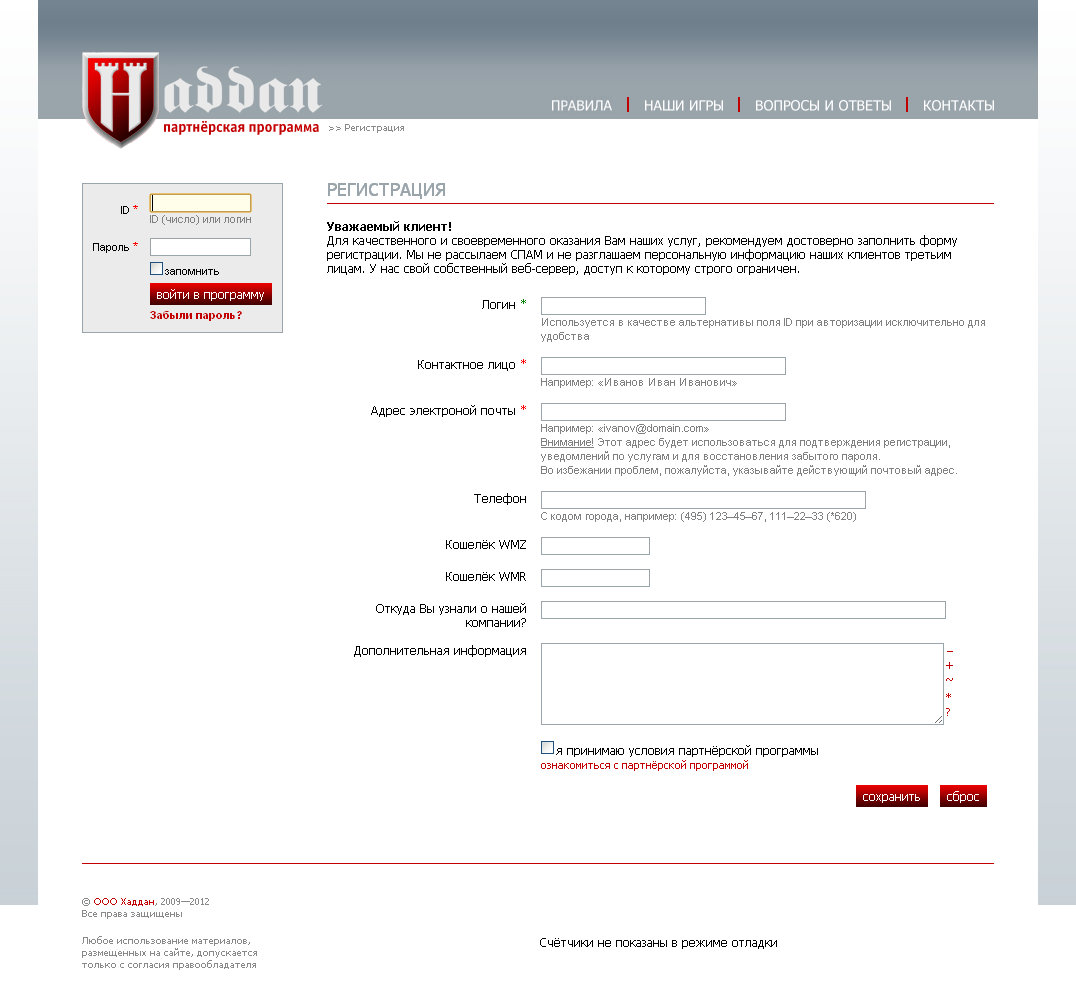 Haддан
партнёрская программа
ПРАВИЛА
НАШИ ИГРЫ
ВОПРОСЫ И ОТВЕТЫ
КОНТАКТЫ
>> Регистрация
ID *
ID (число) или логин
Пароль *
запомнить
войти в программу
Забыли пароль?
РЕГИСТРАЦИЯ
Уважаемый клиент!
Для качественного и своевременного оказания Вам наших услуг, рекомендуем достоверно заполнить форму
регистрации. Мы не рассылаем СПАМ и не разглашаем персональную информацию наших клиентов третьим
лицам. У нас свой собственный веб-сервер, доступ к которому строго ограничен.
Логин *
Используется в качестве альтернативы поля ID при авторизации исключительно для
удобства
Контактное лицо *
Например: «Иванов Иван Иванович»
Адрес электроной почты *
Например: «ivanov@domain.com»
Внимание! Этот адрес будет использоваться для подтверждения регистрации,
уведомлений по услугам и для восстановления забытого пароля.
Во избежании проблем, пожалуйста, указывайте действующий почтовый адрес.
Телефон
С кодом города, например: (495) 123–45–67, 111–22–33 (*620)
Кошелёк WMZ
Кошелёк WMR
Откуда Вы узнали о нашей
компании?
Дополнительная информация
–
+
~
*
?
я принимаю условия партнёрской программы
ознакомиться с партнёрской программой
сохранить
сброс
© ООО Хаддан, 2009—2012
Все права защищены
Любое использование материалов,
размещенных на сайте, допускается
только с согласия правообладателя
Счётчики не показаны в режиме отладки